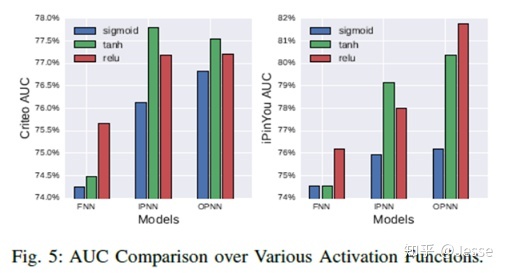 78.0%
77.5%
77.0%
76.5%
76.0%
75.5%
75.0%
74.5%
74.0%
Criteo AUC
sigmoid
tanh
relu
FNN
IPNN
OPNN
Models
82%
81%
80%
79%
78%
77%
76%
75%
74%
iPinYou AUC
sigmoid
tanh
relu
FNN
IPNN
OPNN
Models
Fig. 5: AUC Comparison over Various Activation Functions.
知乎 @Jesse